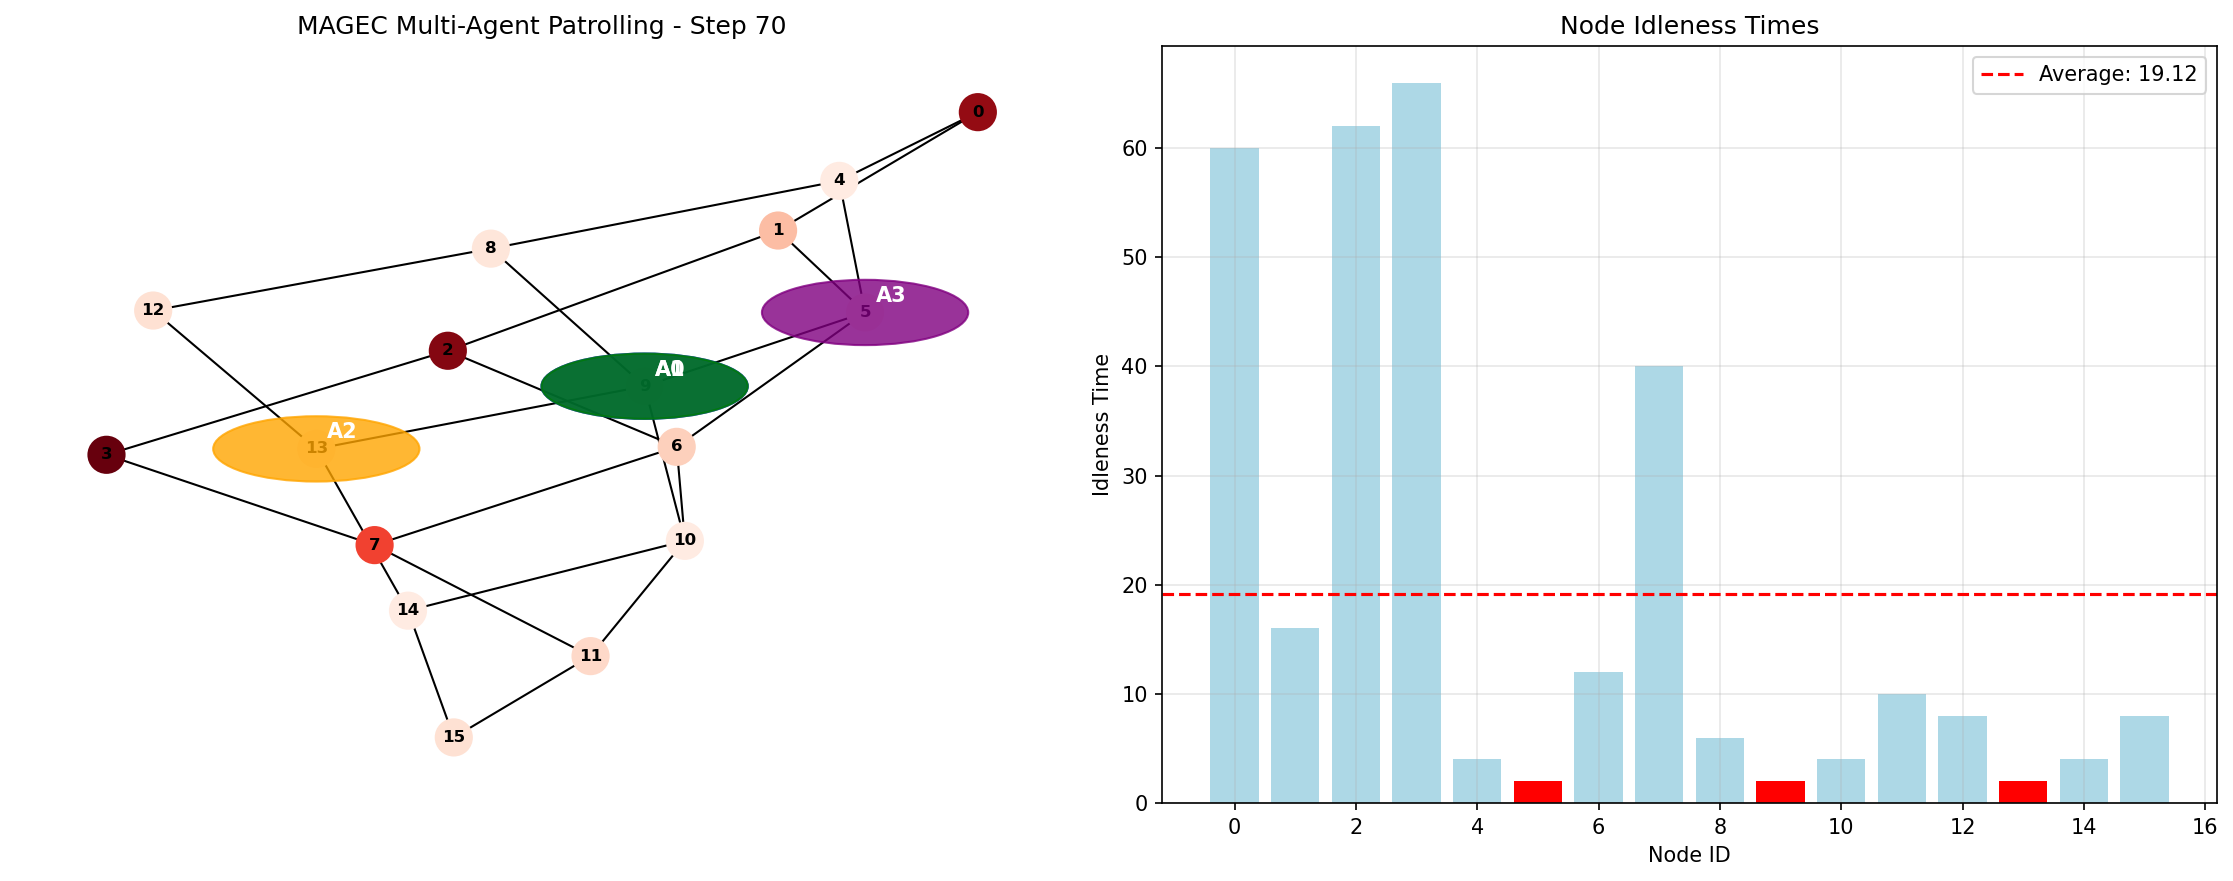 MAGEC Multi-Agent Patrolling - Step 70
0
4
1
8
A3
12
5
2
9
A2
6
13
3
10
7
14
11
15
Node Idleness Times
Average: 19.12
Idleness Time
60
50
40
30
20
10
0
0 2 4 6 8 10 12 14 16
Node ID